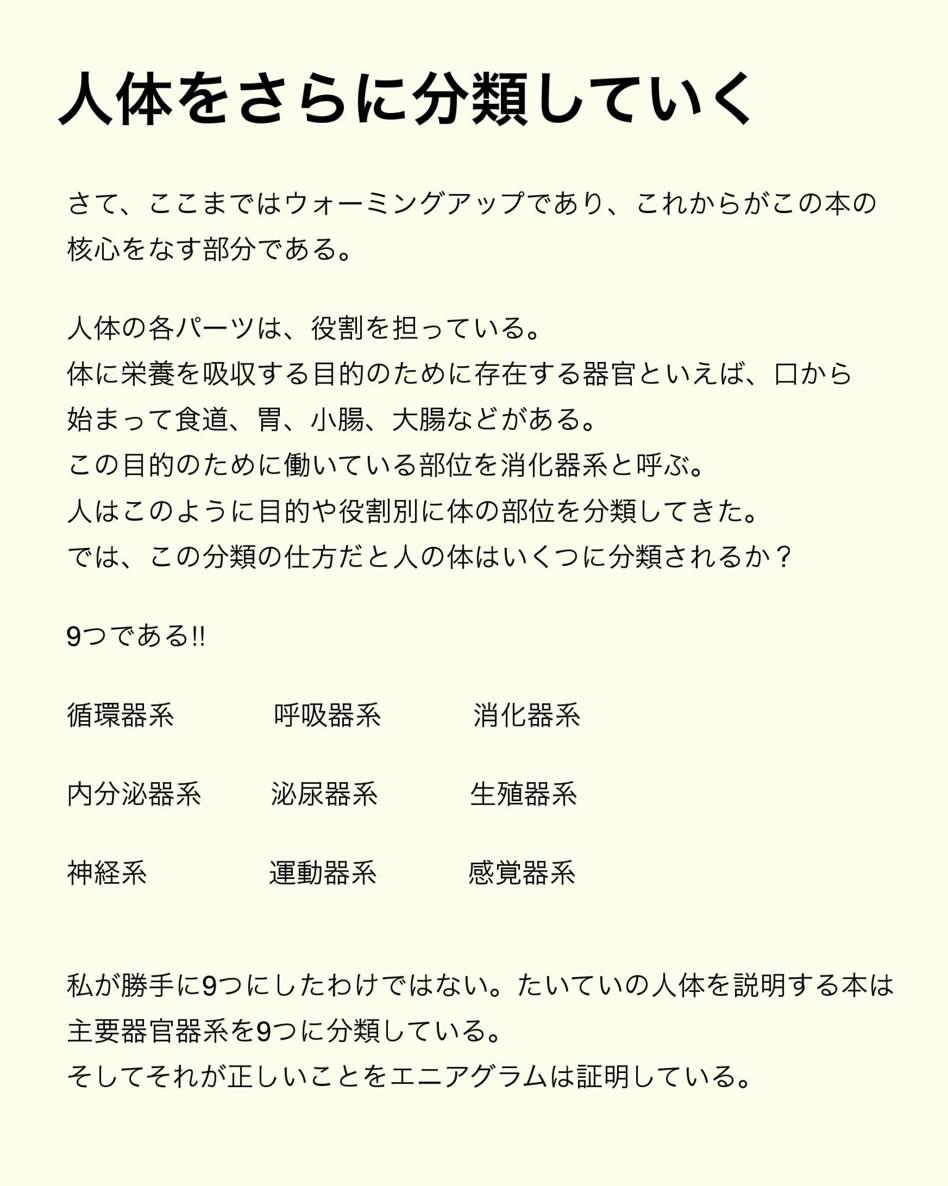 人体をさらに分類していく
さて、ここまではウォーミングアップであり、これからがこの本の
核心をなす部分である。
人体の各パーツは、役割を担っている。
体に栄養を吸収する目的のために存在する器官といえば、口から
始まって食道、胃、小腸、大腸などがある。
この目的のために働いている部位を消化器系と呼ぶ。
人はこのように目的や役割別に体の部位を分類してきた。
では、この分類の仕方だと人の体はいくつに分類されるか？
9つである!!
循環器系 呼吸器系 消化器系
内分泌器系 泌尿器系 生殖器系
神経系 運動器系 感覚器系
私が勝手に9つにしたわけではない。たいていの人体を説明する本は
主要器官器系を9つに分類している。
そしてそれが正しいことをエニアグラムは証明している。